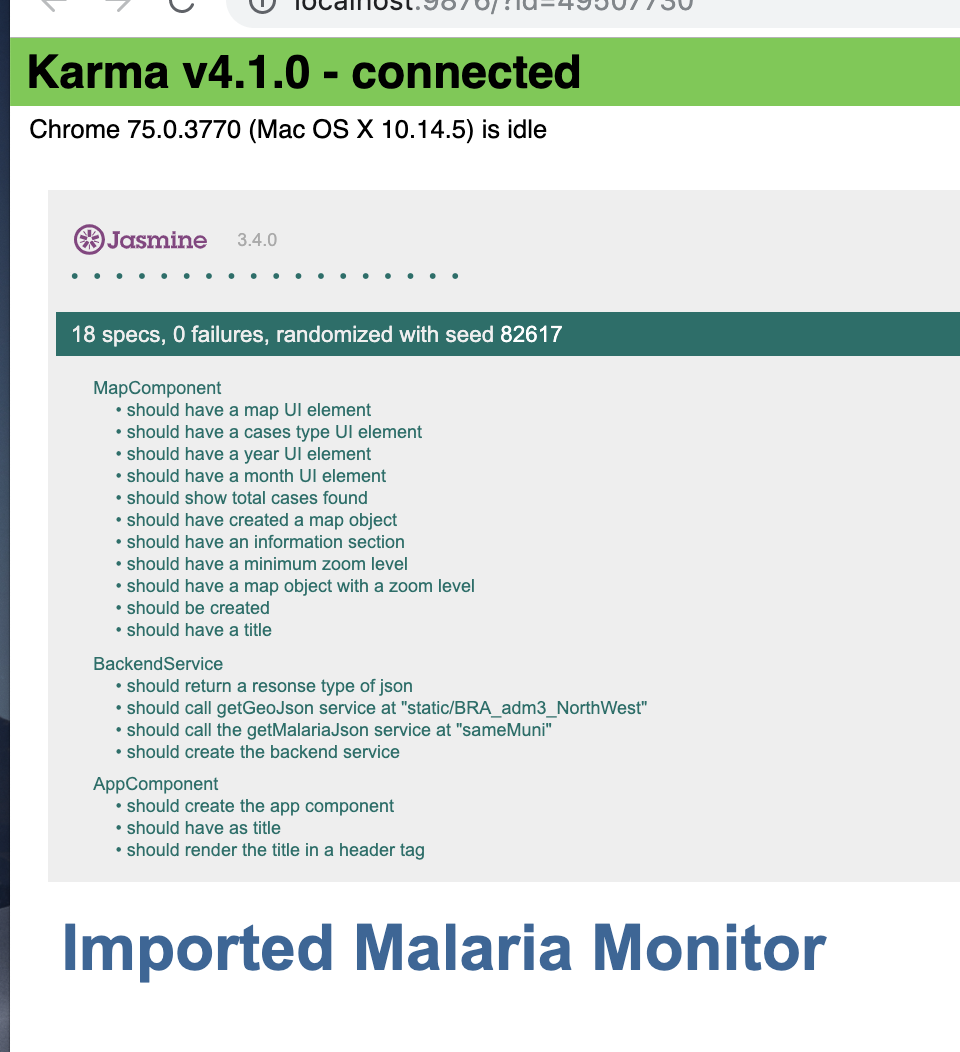 localhost:9876/?id=49507730
Karma v4.1.0 - connected
Chrome 75.0.3770 (Mac OS X 10.14.5) is idle
Jasmine 3.4.0
• • • • • • • • • • • • • • • • • •
18 specs, 0 failures, randomized with seed 82617
MapComponent
• should have a map UI element
• should have a cases type UI element
• should have a year UI element
• should have a month UI element
• should show total cases found
• should have created a map object
• should have an information section
• should have a minimum zoom level
• should have a map object with a zoom level
• should be created
• should have a title
BackendService
• should return a resonse type of json
• should call getGeoJson service at "static/BRA_adm3_NorthWest"
• should call the getMalariaJson service at "sameMuni"
• should create the backend service
AppComponent
• should create the app component
• should have as title
• should render the title in a header tag
Imported Malaria Monitor